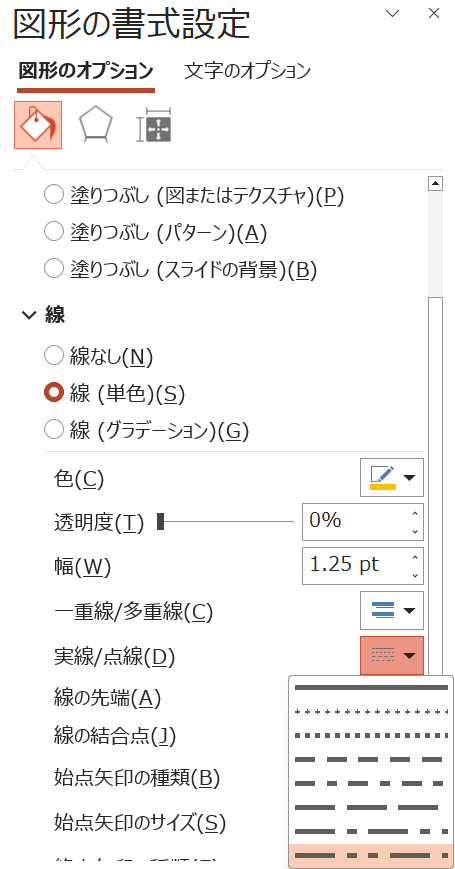 図形の書式設定
図形のオプション 文字のオプション
塗りつぶし (図またはテクスチャ)(P)
塗りつぶし (パターン)(A)
塗りつぶし (スライドの背景)(B)
線
線なし(N)
線 (単色)(S)
線 (グラデーション)(G)
色(C)
透明度(T) 0%
幅(W) 1.25 pt
一重線/多重線(C)
実線/点線(D)
線の先端(A)
線の結合点(J)
始点矢印の種類(B)
始点矢印のサイズ(S)